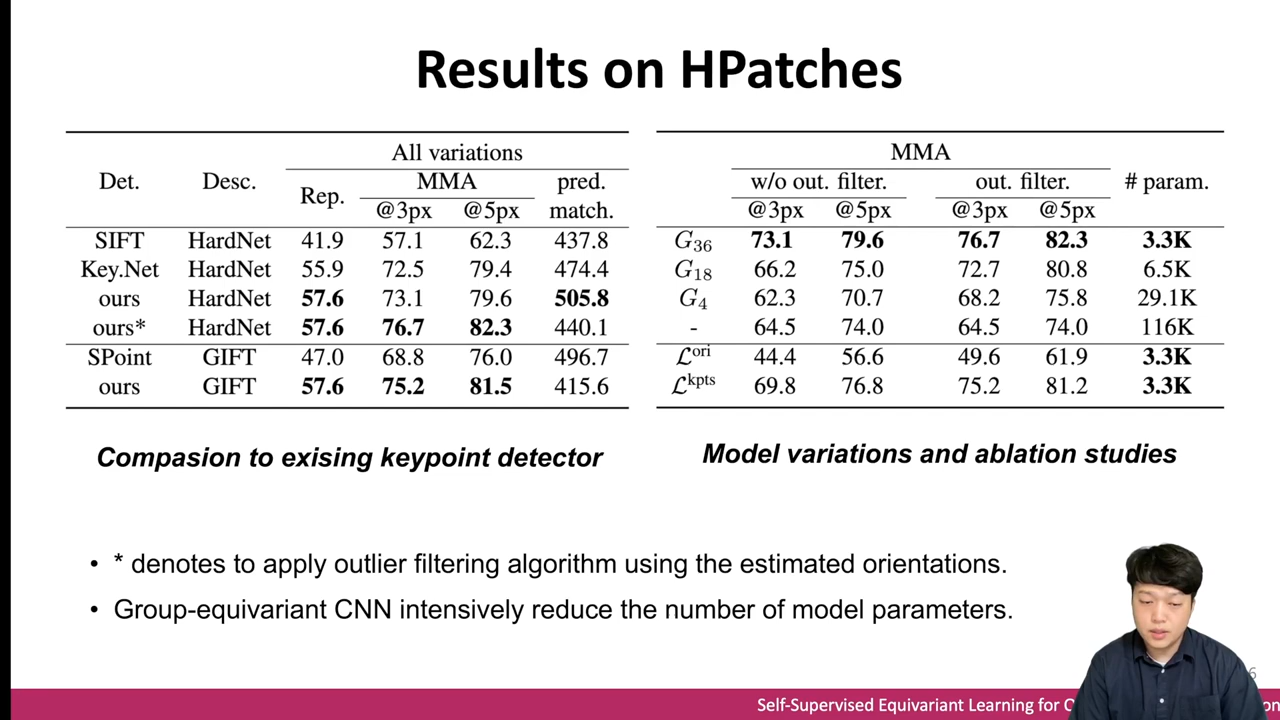 Results on HPatches
All variations
Det. Desc. Rep. MMA pred. match.
@3px @5px
SIFT HardNet 41.9 57.1 62.3 437.8
Key.Net HardNet 55.9 72.5 79.4 474.4
ours HardNet 57.6 73.1 79.6 505.8
ours* HardNet 57.6 76.7 82.3 440.1
SPoint GIFT 47.0 68.8 76.0 496.7
ours GIFT 57.6 75.2 81.5 415.6
Compasion to exising keypoint detector
MMA
w/o out. filter. out. filter. # param.
@3px @5px @3px @5px
G36 73.1 79.6 76.7 82.3 3.3K
G18 66.2 75.0 72.7 80.8 6.5K
G4 62.3 70.7 68.2 75.8 29.1K
- 64.5 74.0 64.5 74.0 116K
ℒori 44.4 56.6 49.6 61.9 3.3K
ℒkpts 69.8 76.8 75.2 81.2 3.3K
Model variations and ablation studies
• * denotes to apply outlier filtering algorithm using the estimated orientations.
• Group-equivariant CNN intensively reduce the number of model parameters.
Self-Supervised Equivariant Learning for